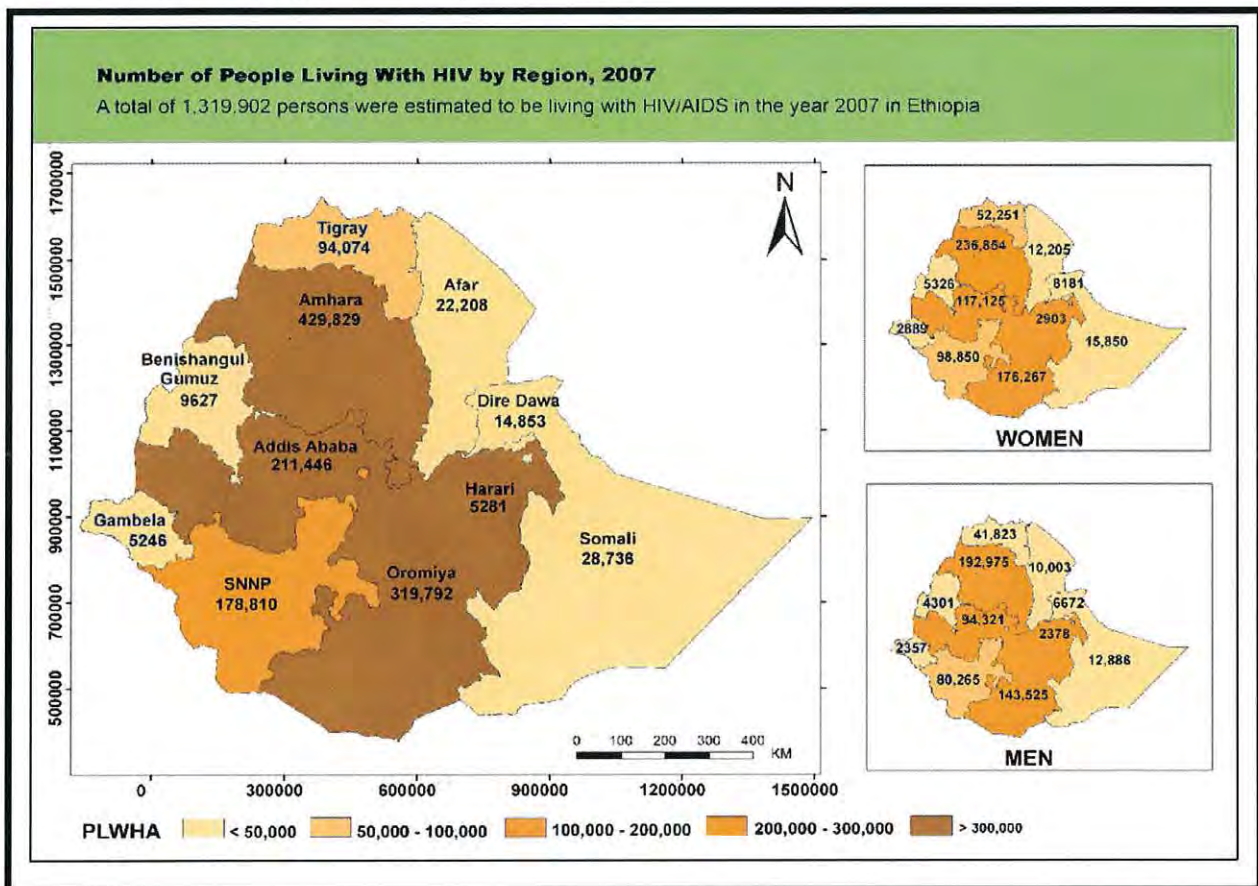 Number of People Living With HIV by Region, 2007
A total of 1,319,902 persons were estimated to be living with HIV/AIDS in the year 2007 in Ethiopia
1700000
1500000
1300000
1100000
900000
700000
500000
0
300000
600000
900000
1200000
1500000
N
Tigray
94,074
Afar
22,208
Amhara
429,829
Benishangul
Gumuz
9627
Dire Dawa
14,853
Addis Ababa
211,446
Harari
5281
Gambela
5246
Somali
28,736
SNNP
178,810
Oromiya
319,792
0 100 200 300 400
KM
52,251
236,854
12,205
5326
8181
117,125
2903
2889
15,850
98,850
176,267
WOMEN
41,823
192,975
10,003
4301
6672
94,321
2378
2357
12,886
80,265
143,525
MEN
PLWHA
< 50,000
50,000 - 100,000
100,000 - 200,000
200,000 - 300,000
> 300,000